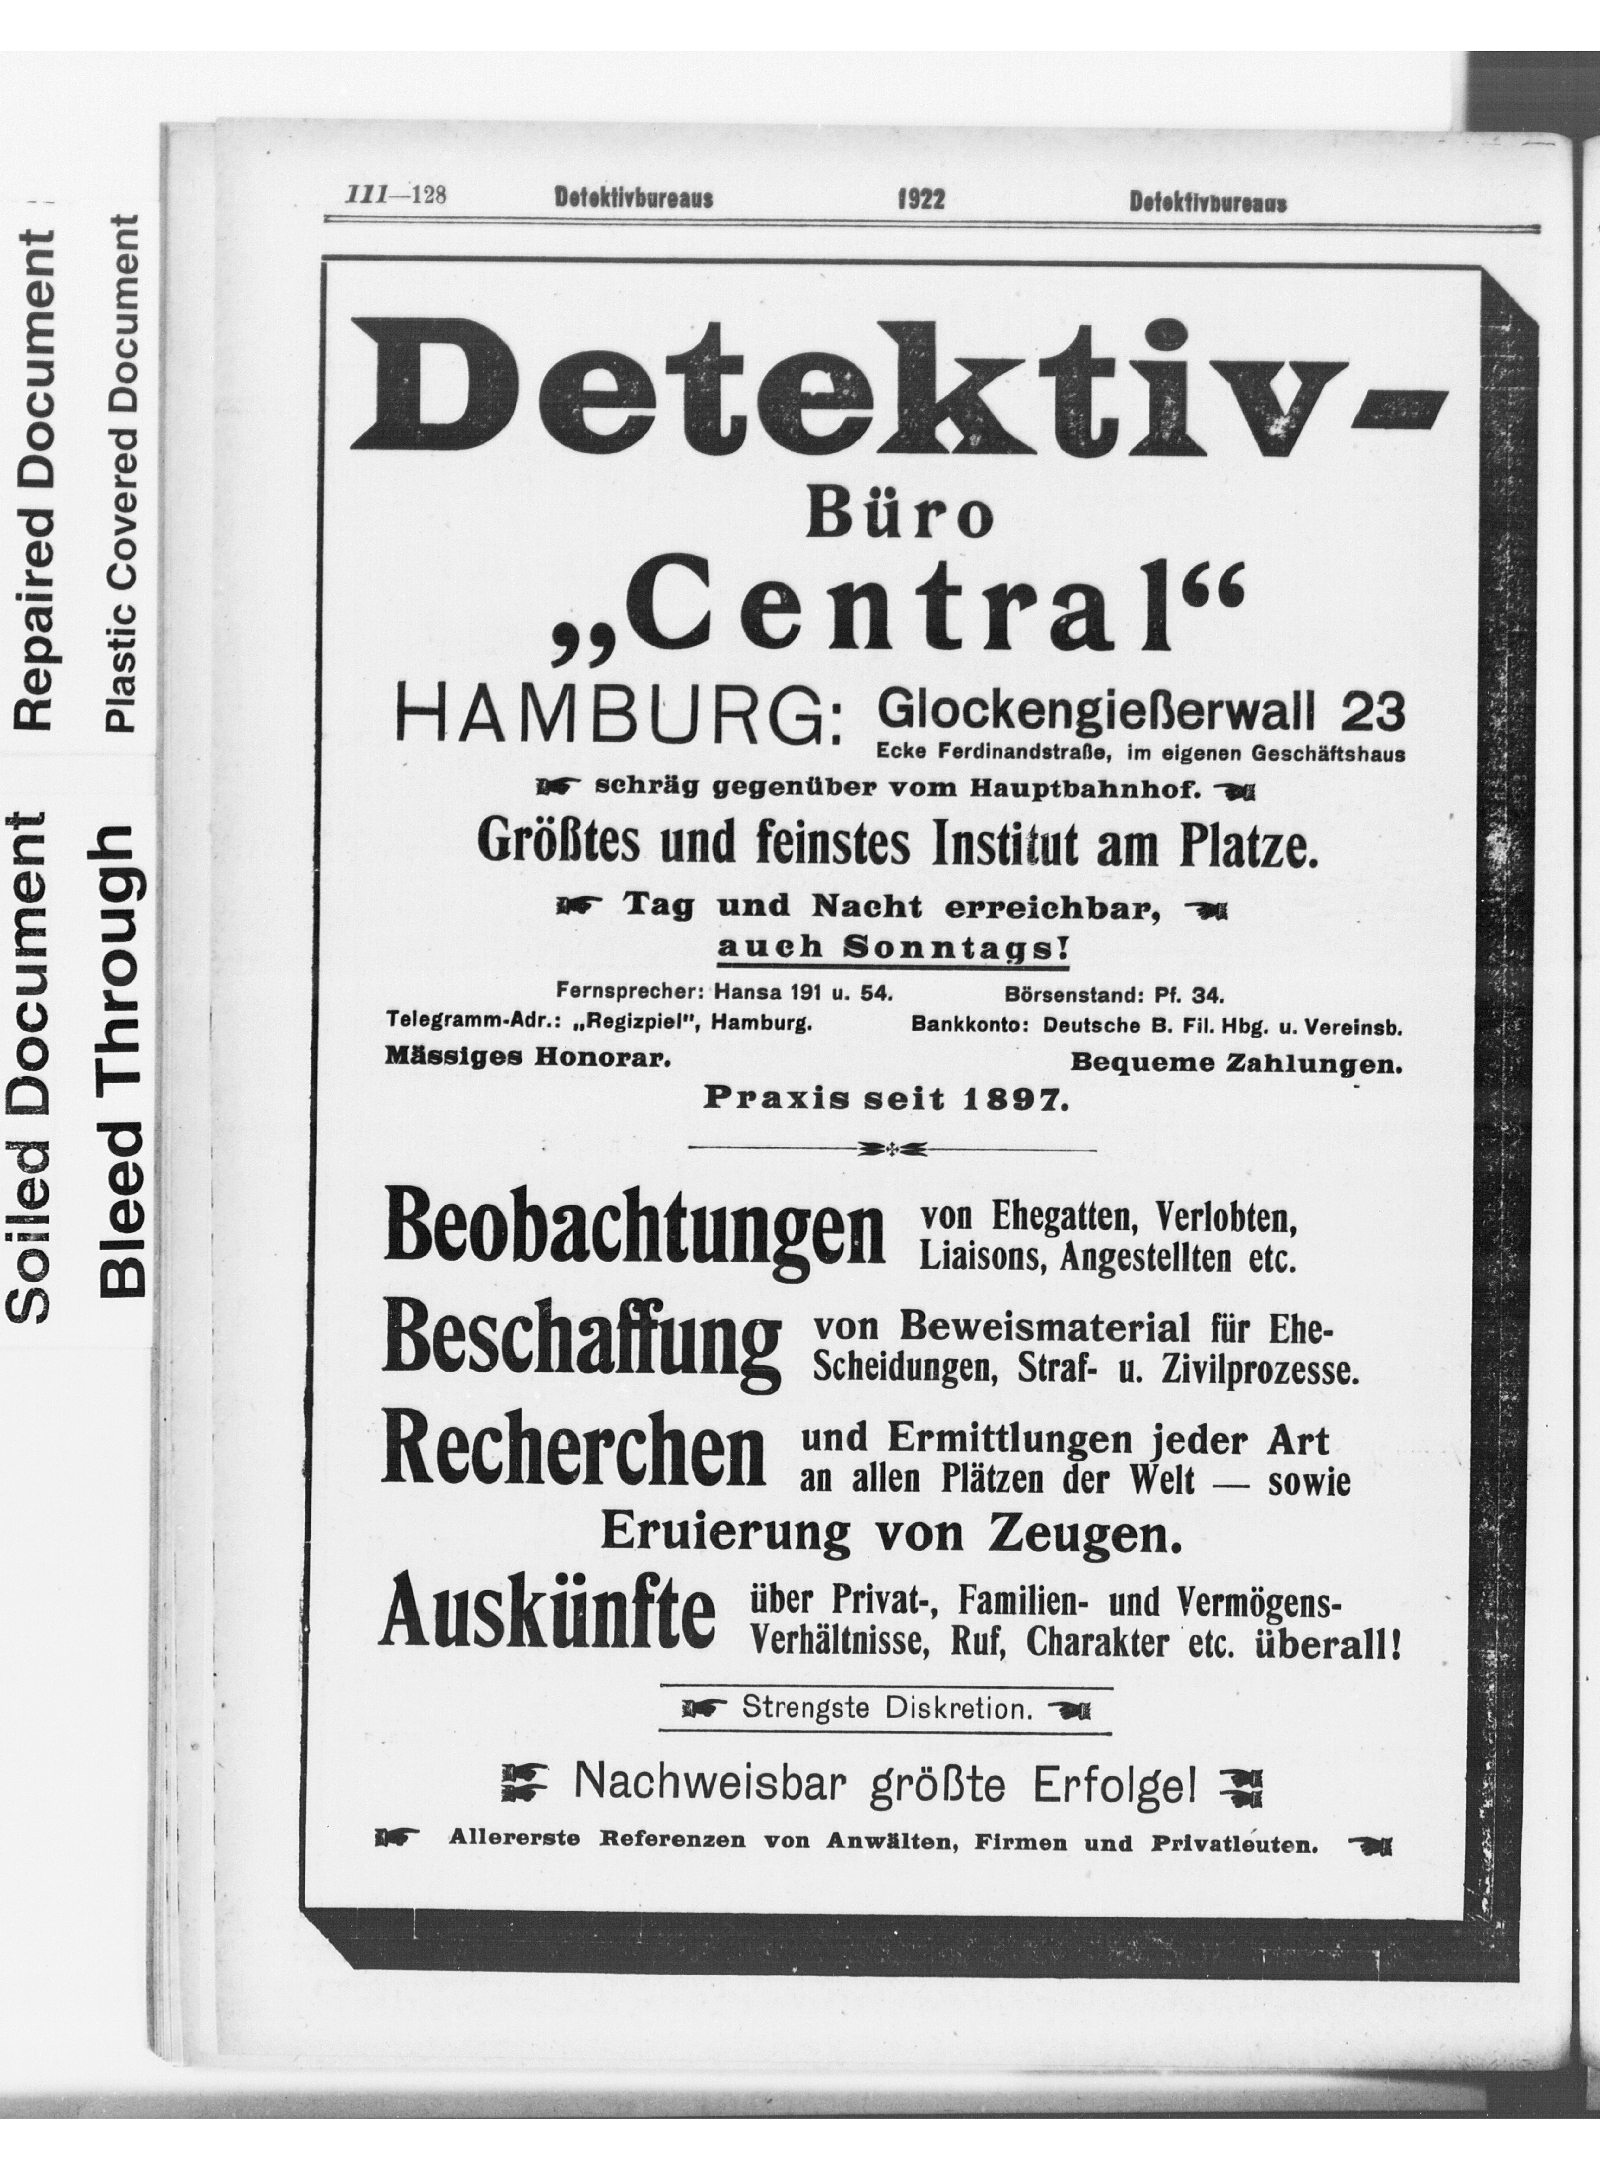 III—128 Detektivbureaus 1922 Detektivbureaus
Detektiv-
Büro
„Central“
HAMBURG: Glockengießerwall 23
Ecke Ferdinandstraße, im eigenen Geschäftshaus
schräg gegenüber vom Hauptbahnhof.
Größtes und feinstes Institut am Platze.
Tag und Nacht erreichbar,
auch Sonntags!
Fernsprecher: Hansa 191 u. 54. Börsenstand: Pf. 34.
Telegramm-Adr.: „Regizpiel", Hamburg. Bankkonto: Deutsche B. Fil. Hbg. u. Vereinsb.
Mässiges Honorar. Bequeme Zahlungen.
Praxis seit 1897.
Beobachtungen von Ehegatten, Verlobten,
Liaisons, Angestellten etc.
Beschaffung von Beweismaterial für Ehe-
Scheidungen, Straf- u. Zivilprozesse.
Recherchen und Ermittlungen jeder Art
an allen Plätzen der Welt — sowie
Eruierung von Zeugen.
Auskünfte über Privat-, Familien- und Vermögens-
Verhältnisse, Ruf, Charakter etc. überall!
Strengste Diskretion.
Nachweisbar größte Erfolge!
Allererste Referenzen von Anwälten, Firmen und Privatleuten.
Soiled Document
Repaired Document
Bleed Through
Plastic Covered Document